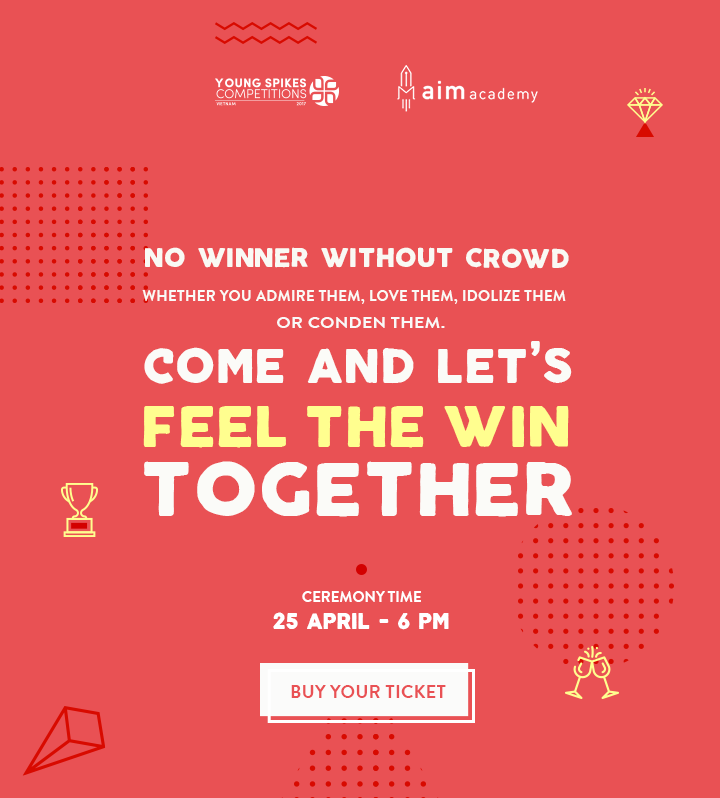 YOUNG SPIKES
COMPETITIONS
VIETNAM 2017
aim academy
NO WINNER WITHOUT CROWD
WHETHER YOU ADMIRE THEM, LOVE THEM, IDOLIZE THEM
OR CONDEN THEM.
COME AND LET'S
FEEL THE WIN
TOGETHER
CEREMONY TIME
25 APRIL - 6 PM
BUY YOUR TICKET